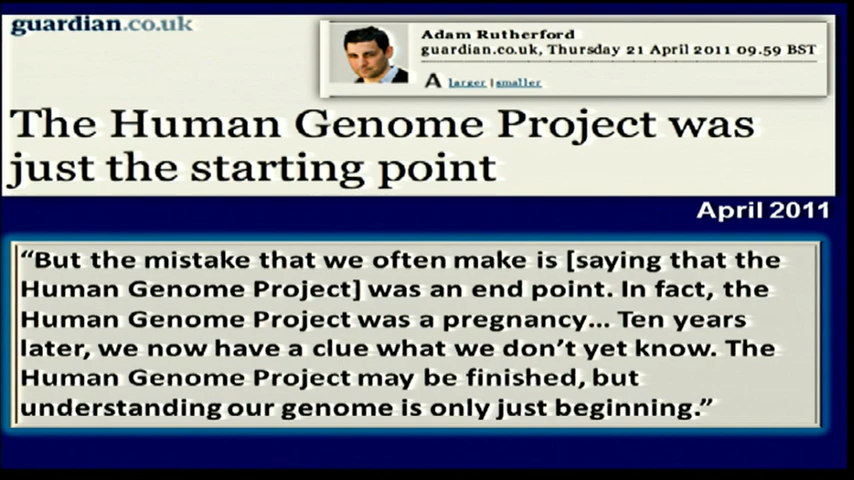 guardian.co.uk
Adam Rutherford
guardian.co.uk, Thursday 21 April 2011 09.59 BST
A larger | smaller
The Human Genome Project was
just the starting point
April 2011
“But the mistake that we often make is [saying that the
Human Genome Project] was an end point. In fact, the
Human Genome Project was a pregnancy... Ten years
later, we now have a clue what we don’t yet know. The
Human Genome Project may be finished, but
understanding our genome is only just beginning.”